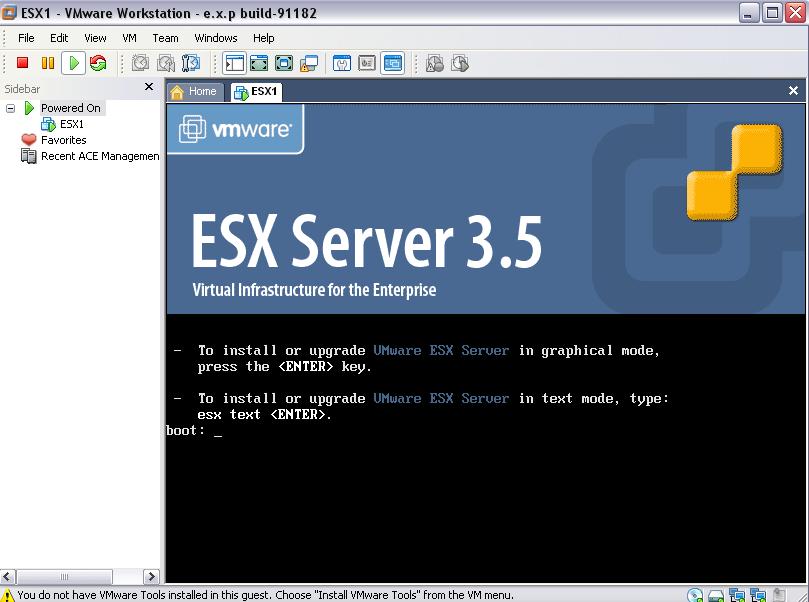 ESX1 - VMware Workstation - e.x.p build-91182
File Edit View VM Team Windows Help
Sidebar
Powered On
ESX1
Favorites
Recent ACE Managemen
Home ESX1
vmware
ESX Server 3.5
Virtual Infrastructure for the Enterprise
- To install or upgrade VMware ESX Server in graphical mode,
press the <ENTER> key.
- To install or upgrade VMware ESX Server in text mode, type:
esx text <ENTER>.
boot: _
You do not have VMware Tools installed in this guest. Choose "Install VMware Tools" from the VM menu.